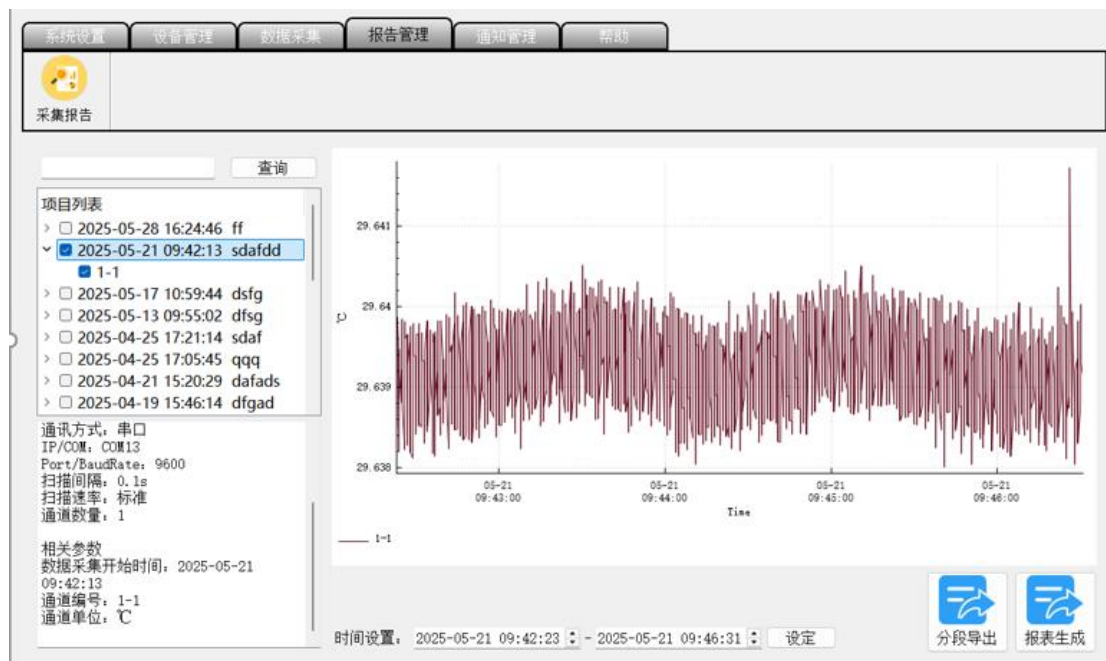 系统设置 设备管理 数据采集 报告管理 通知管理 帮助
采集报告
查询
项目列表
2025-05-28 16:24:46 ff
2025-05-21 09:42:13 sdafdd
1-1
2025-05-17 10:59:44 dsfg
2025-05-13 09:55:02 dfsg
2025-04-25 17:21:14 sdaf
2025-04-25 17:05:45 qqq
2025-04-21 15:20:29 dafads
2025-04-19 15:46:14 dfgad
通讯方式：串口
IP/COM：COM13
Port/BaudRate：9600
扫描间隔：0.1s
扫描速率：标准
通道数量：1
相关参数
数据采集开始时间：2025-05-21
09:42:13
通道编号：1-1
通道单位：℃
29.641
29.64
℃
29.639
29.638
05-21 05-21 05-21 05-21
09:43:00 09:44:00 09:45:00 09:46:00
Time
1-1
时间设置： 2025-05-21 09:42:23 - 2025-05-21 09:46:31 设定
分段导出 报表生成